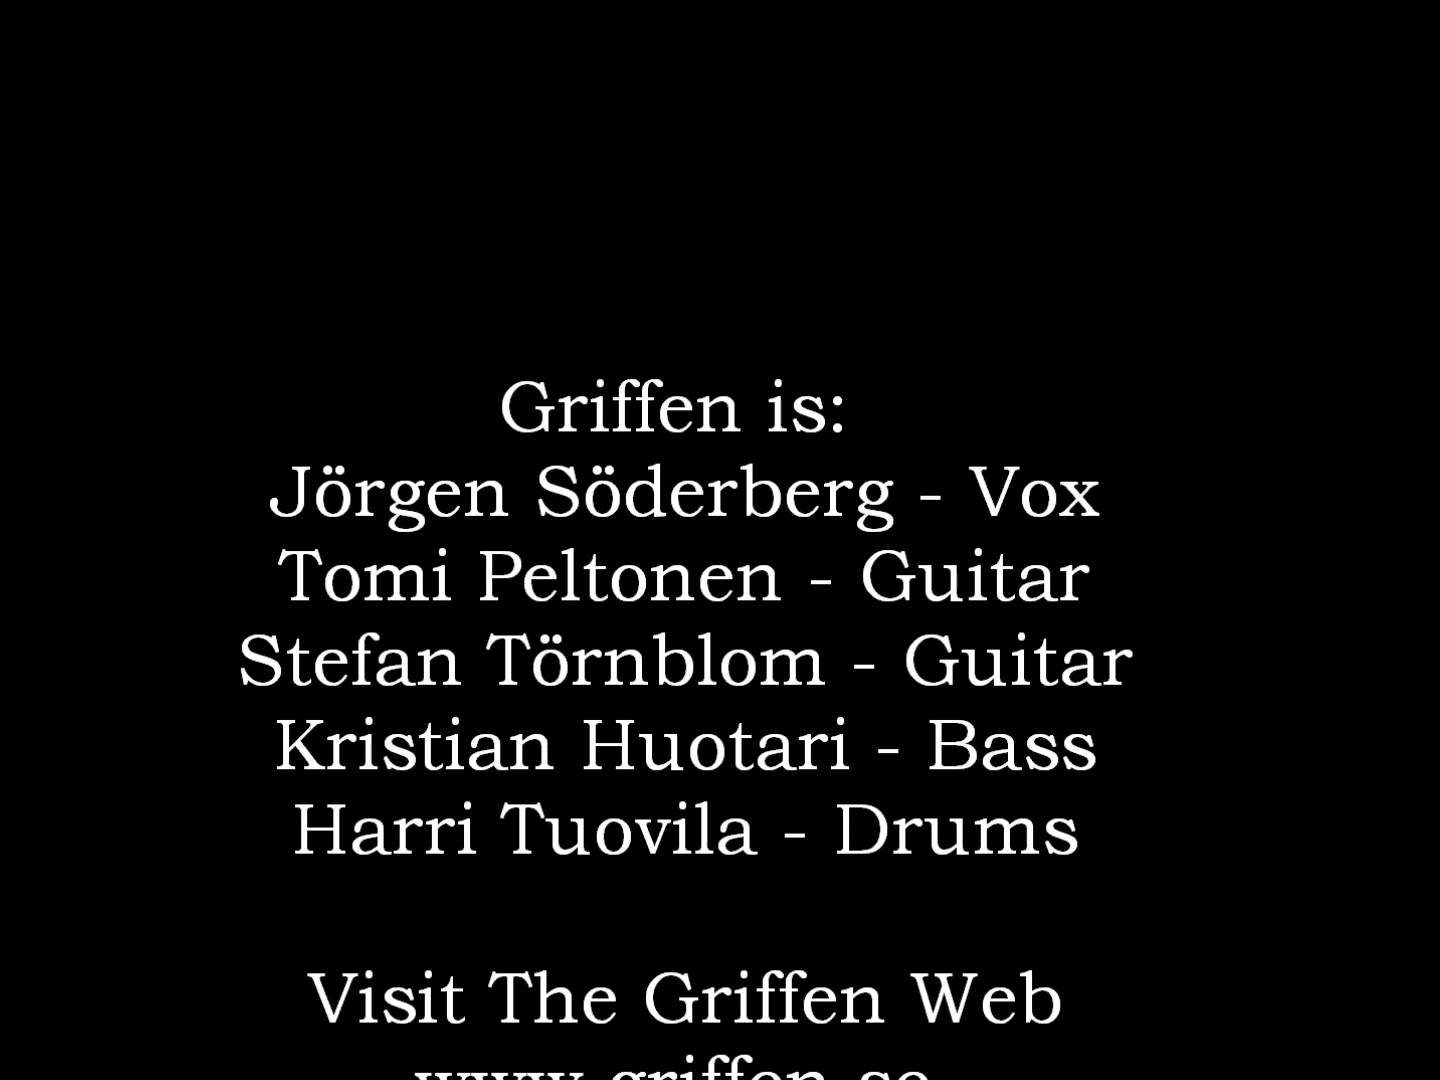 Griffen is:
Jörgen Söderberg - Vox
Tomi Peltonen - Guitar
Stefan Törnblom - Guitar
Kristian Huotari - Bass
Harri Tuovila - Drums
Visit The Griffen Web
www.griffen.se